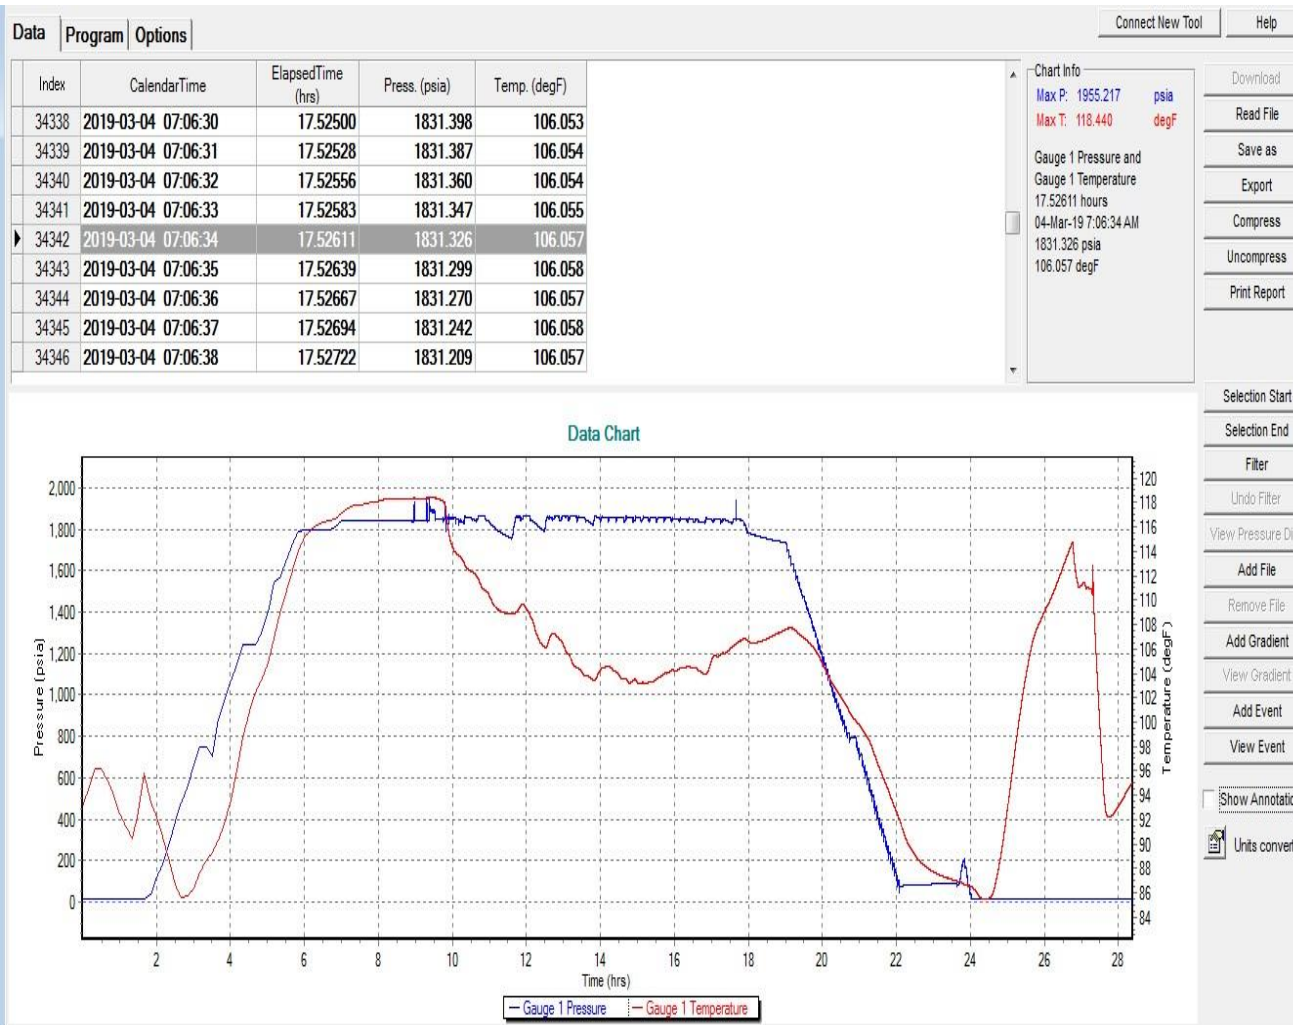 Data Program Options
Connect New Tool Help
Index CalendarTime ElapsedTime (hrs) Press. (psia) Temp. (degF)
34338 2019-03-04 07:06:30 17.52500 1831.398 106.053
34339 2019-03-04 07:06:31 17.52528 1831.387 106.054
34340 2019-03-04 07:06:32 17.52556 1831.360 106.054
34341 2019-03-04 07:06:33 17.52583 1831.347 106.055
34342 2019-03-04 07:06:34 17.52611 1831.326 106.057
34343 2019-03-04 07:06:35 17.52639 1831.299 106.058
34344 2019-03-04 07:06:36 17.52667 1831.270 106.057
34345 2019-03-04 07:06:37 17.52694 1831.242 106.058
34346 2019-03-04 07:06:38 17.52722 1831.209 106.057
Chart Info
Max P: 1955.217 psia
Max T: 118.440 degF
Gauge 1 Pressure and
Gauge 1 Temperature
17.52611 hours
04-Mar-19 7:06:34 AM
1831.326 psia
106.057 degF
Download
Read File
Save as
Export
Compress
Uncompress
Print Report
Selection Start
Selection End
Filter
Undo Filter
View Pressure Di
Add File
Remove File
Add Gradient
View Gradient
Add Event
View Event
Show Annotatio
Units convert
Data Chart
Pressure (psia)
2,000
1,800
1,600
1,400
1,200
1,000
800
600
400
200
0
120
118
116
114
112
110
108
106
104
102
100
98
96
94
92
90
88
86
84
Temperature (degF)
2 4 6 8 10 12 14 16 18 20 22 24 26 28
Time (hrs)
Gauge 1 Pressure Gauge 1 Temperature